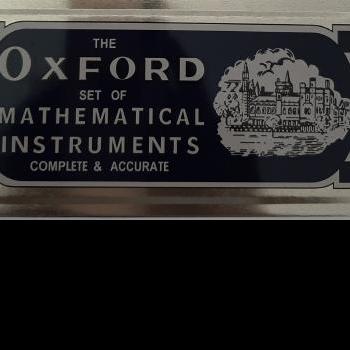 THE
OXFORD
SET OF
MATHEMATICAL
INSTRUMENTS
COMPLETE & ACCURATE